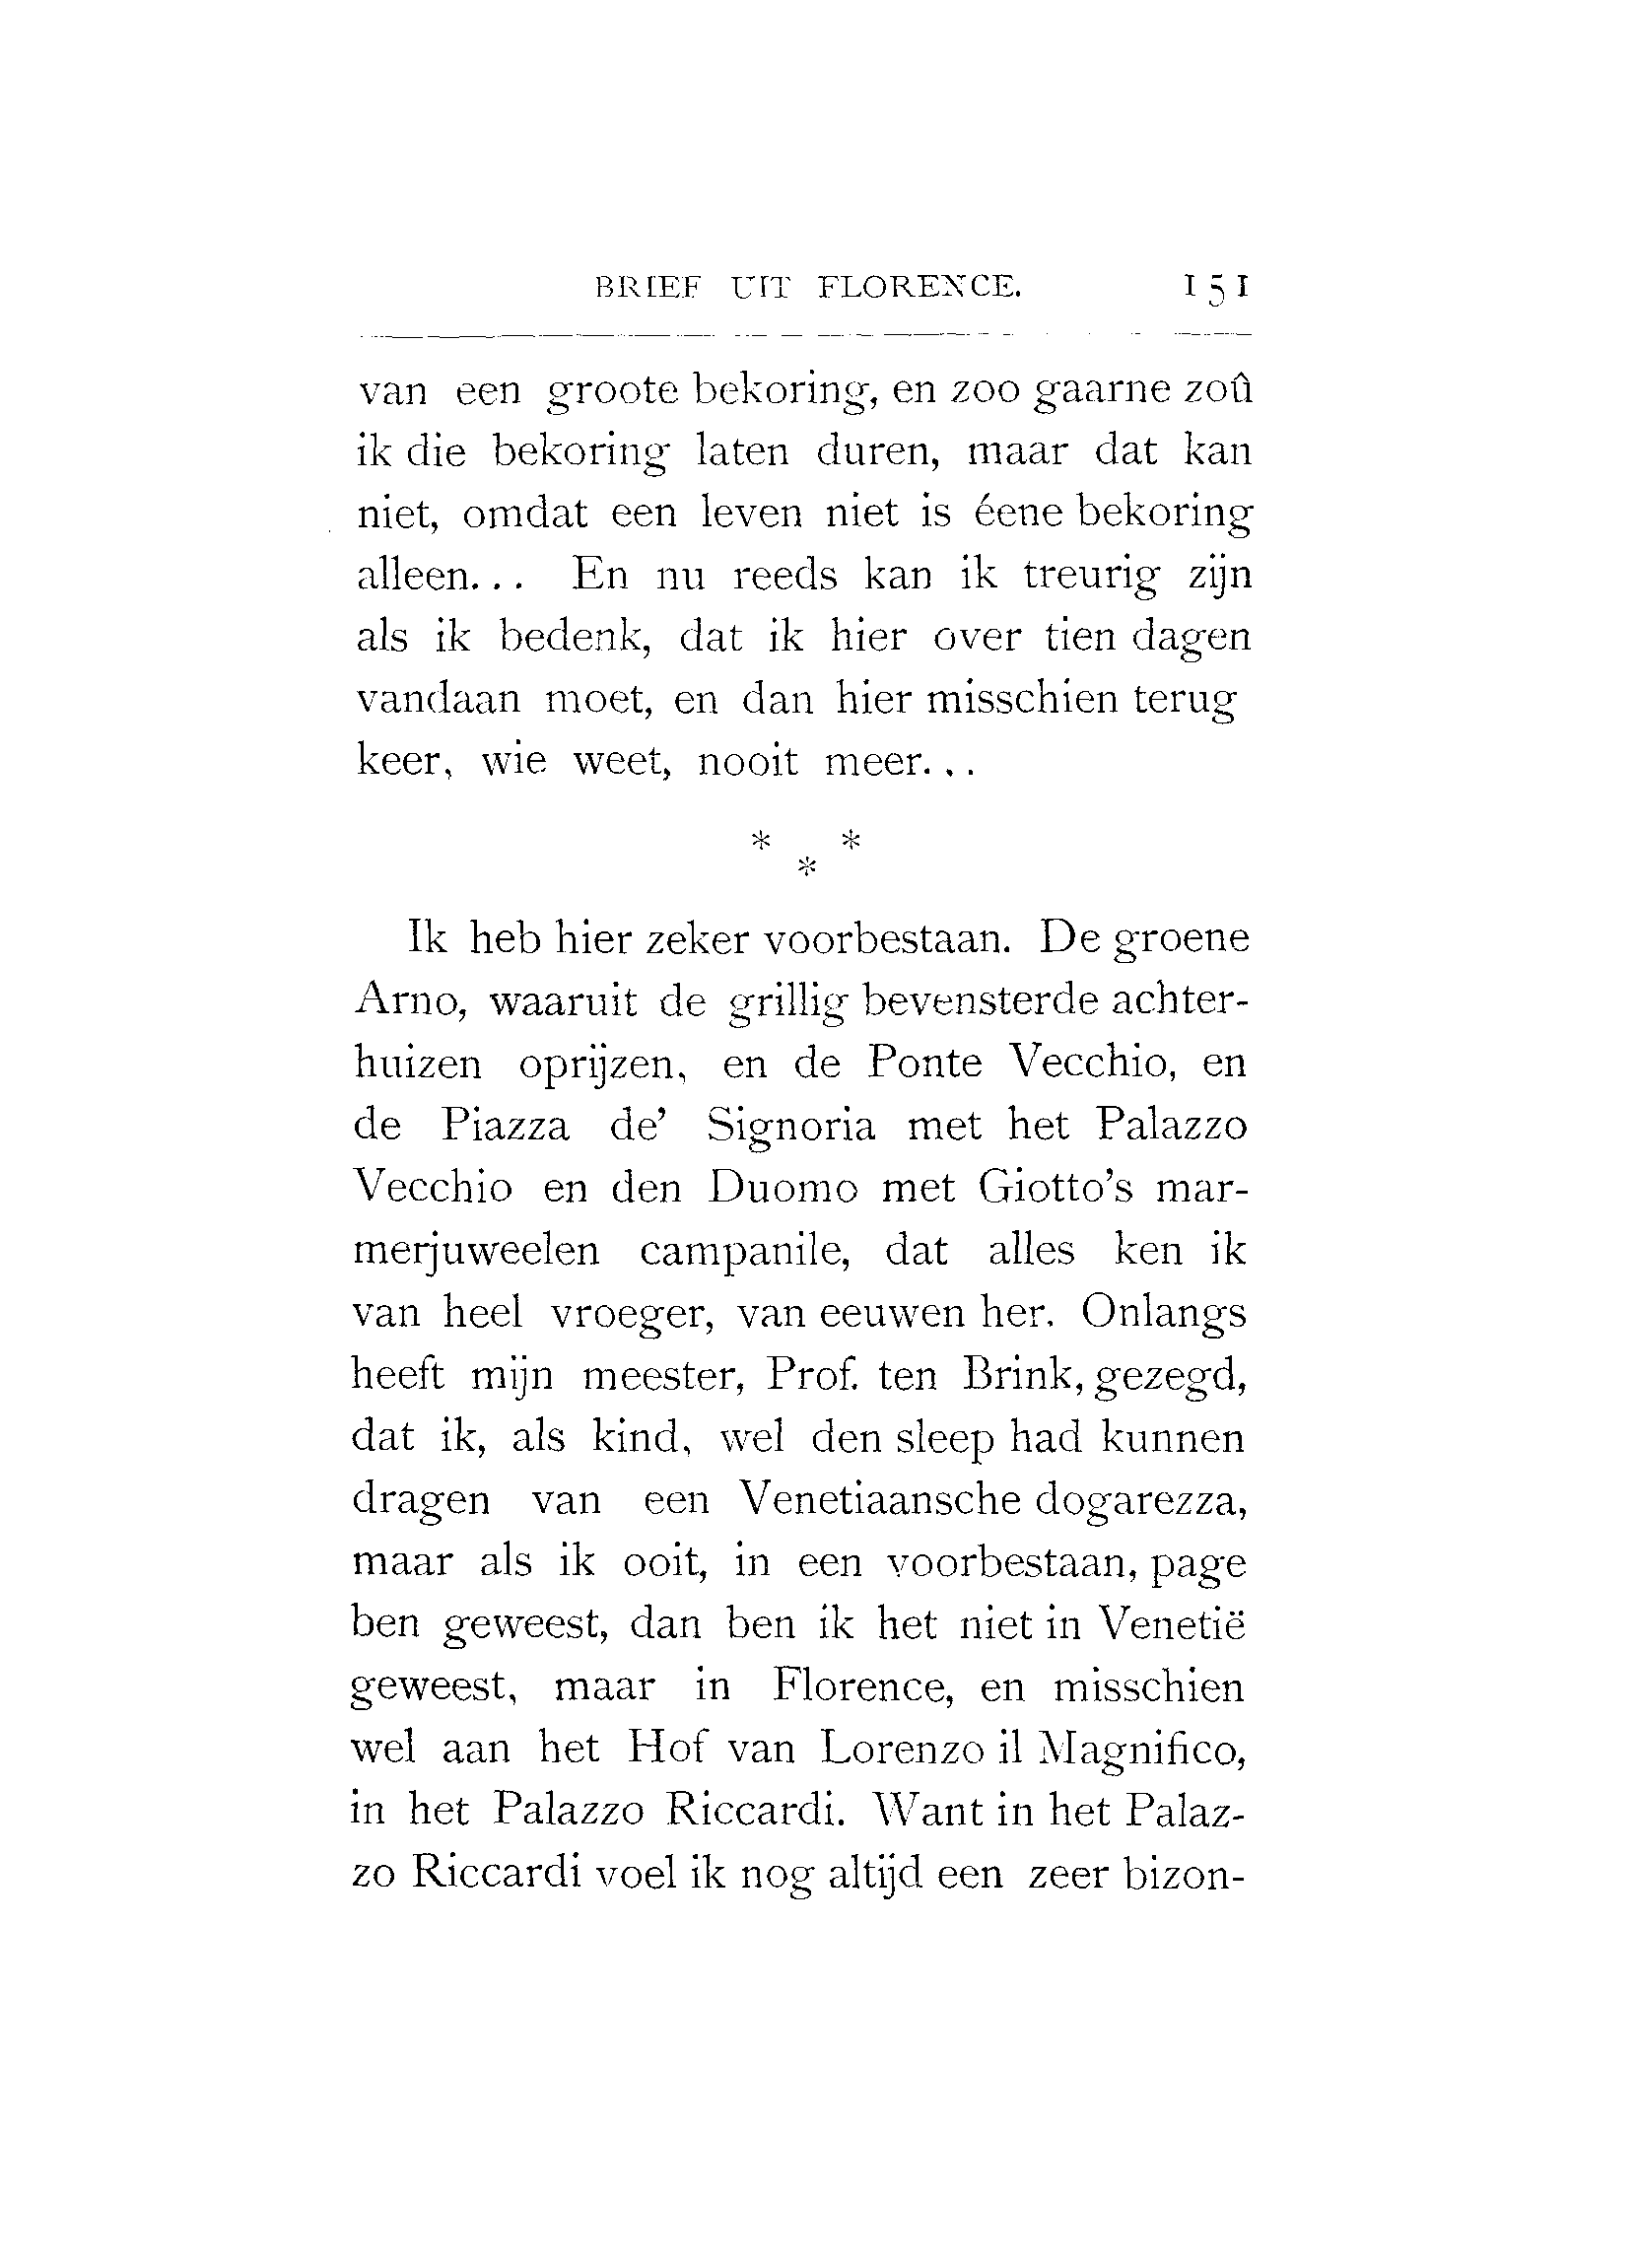 BRIEF UIT FLORENCE. 151
van een groote bekoring, en zoo gaarne zoû
ik die bekoring laten duren, maar dat kan
niet, omdat een leven niet is éene bekoring
alleen... En nu reeds kan ik treurig zijn
als ik bedenk, dat ik hier over tien dagen
vandaan moet, en dan hier misschien terug
keer, wie weet, nooit meer...
* *
*
Ik heb hier zeker voorbestaan. De groene
Arno, waaruit de grillig bevensterde achter-
huizen oprijzen, en de Ponte Vecchio, en
de Piazza de’ Signoria met het Palazzo
Vecchio en den Duomo met Giotto’s mar-
merjuweelen campanile, dat alles ken ik
van heel vroeger, van eeuwen her. Onlangs
heeft mijn meester, Prof. ten Brink, gezegd,
dat ik, als kind, wel den sleep had kunnen
dragen van een Venetiaansche dogarezza,
maar als ik ooit, in een voorbestaan, page
ben geweest, dan ben ik het niet in Venetië
geweest, maar in Florence, en misschien
wel aan het Hof van Lorenzo il Magnifico,
in het Palazzo Riccardi. Want in het Palaz-
zo Riccardi voel ik nog altijd een zeer bizon-